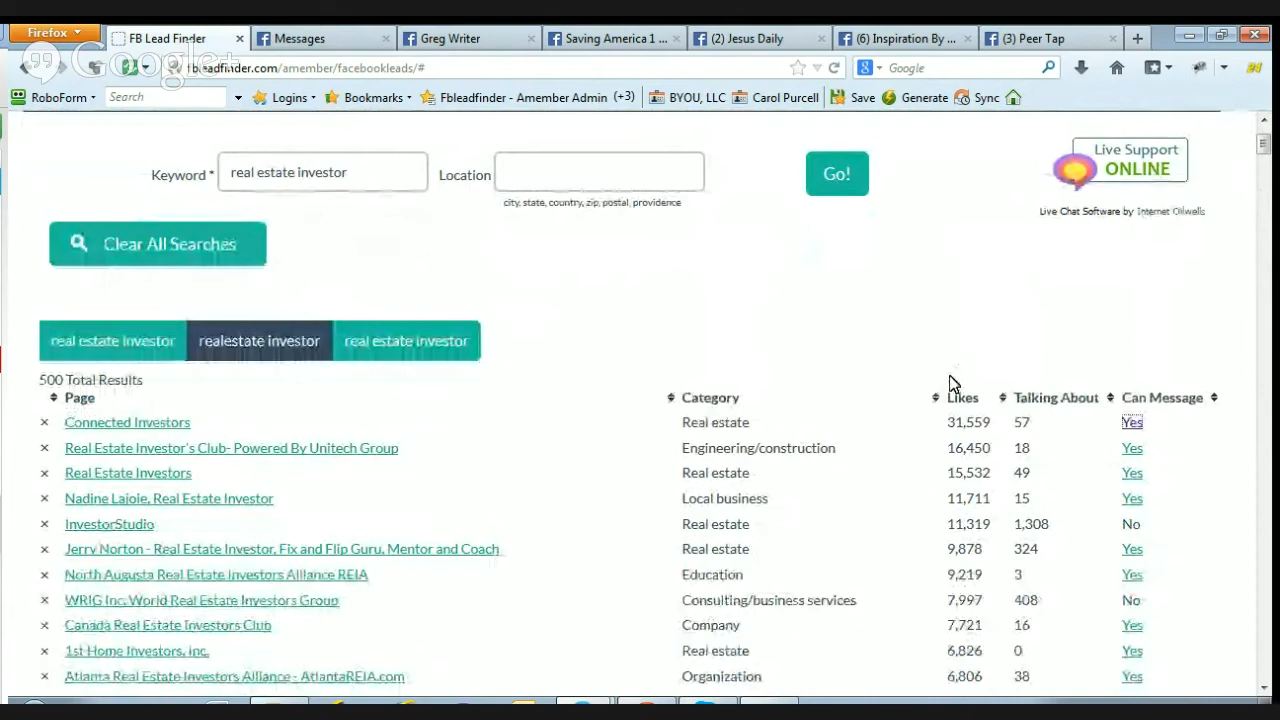 Firefox
FB Lead Finder
Messages
Greg Writer
Saving America 1 ...
(2) Jesus Daily
(6) Inspiration By ...
(3) Peer Tap
Google+
fbleadfinder.com/amember/facebookleads/#
Google
RoboForm
Search
Logins
Bookmarks
Fbleadfinder - Amember Admin (+3)
BYOU, LLC
Carol Purcell
Save
Generate
Sync
Keyword *
real estate investor
Location
Go!
city, state, country, zip, postal, providence
Live Support
ONLINE
Live Chat Software by Internet Oilwells
Clear All Searches
real estate investor
realestate investor
real estate investor
500 Total Results
Page Category Likes Talking About Can Message
Connected Investors Real estate 31,559 57 Yes
Real Estate Investor's Club- Powered By Unitech Group Engineering/construction 16,450 18 Yes
Real Estate Investors Real estate 15,532 49 Yes
Nadine Lajoie, Real Estate Investor Local business 11,711 15 Yes
InvestorStudio Real estate 11,319 1,308 No
Jerry Norton - Real Estate Investor, Fix and Flip Guru, Mentor and Coach Real estate 9,878 324 Yes
North Augusta Real Estate Investors Alliance REIA Education 9,219 3 Yes
WRIG Inc. World Real Estate Investors Group Consulting/business services 7,997 408 No
Canada Real Estate Investors Club Company 7,721 16 Yes
1st Home Investors, Inc. Real estate 6,826 0 Yes
Atlanta Real Estate Investors Alliance - AtlantaREIA.com Organization 6,806 38 Yes